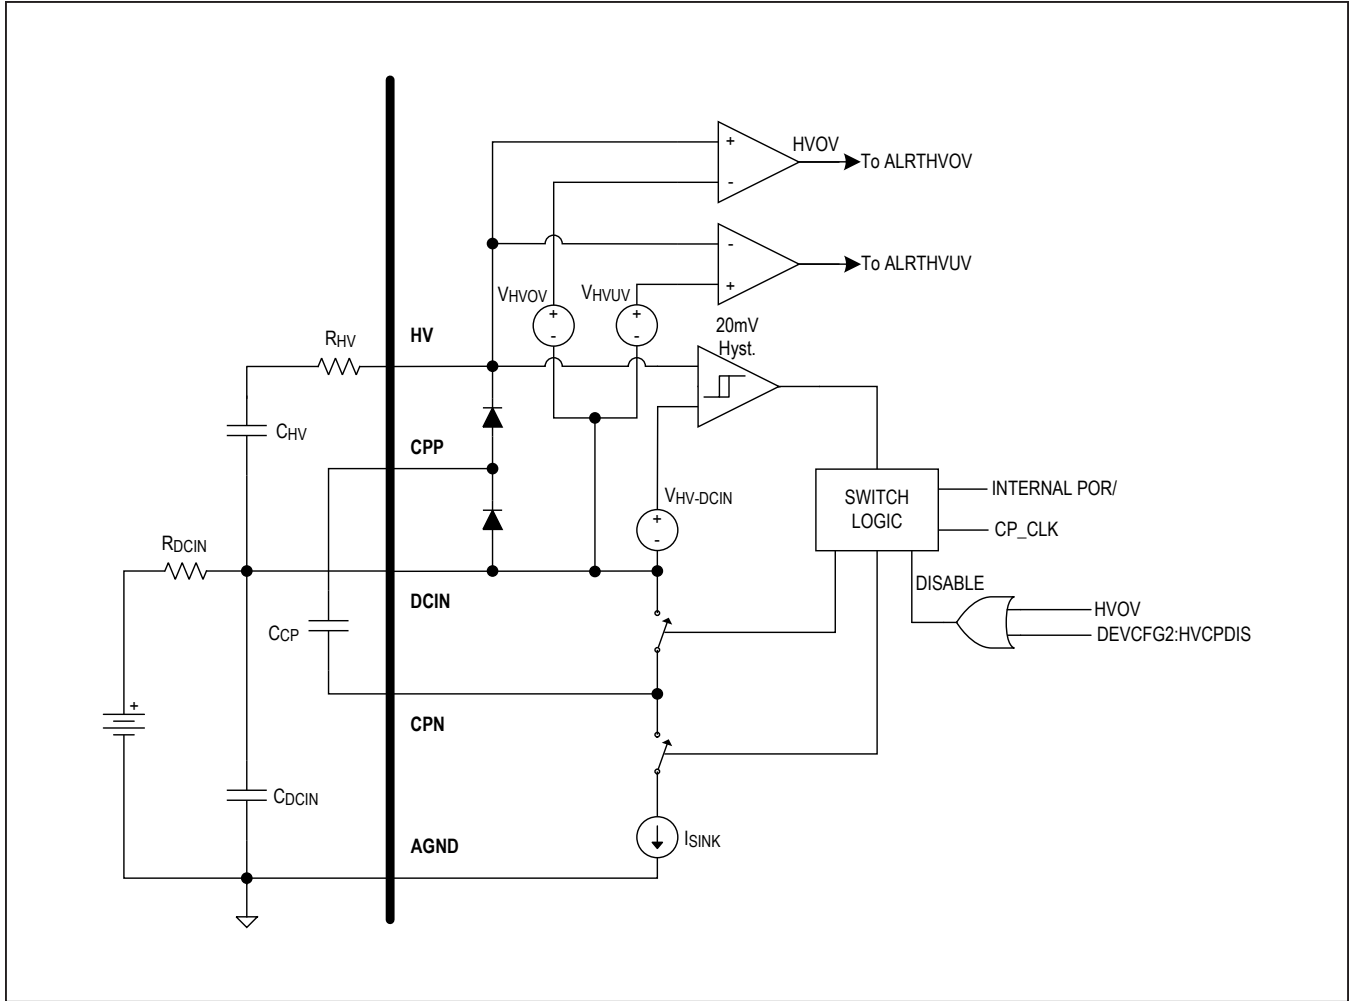 HVOV
+
To ALRTHVOV
-
-
To ALRTHVUV
VHVOV
VHVUV
+
+
+
-
-
20mV
Hyst.
RHV
HV
CHV
CPP
VHV-DCIN
+
-
SWITCH
LOGIC
INTERNAL POR/
CP_CLK
RDCIN
DISABLE
DCIN
HVOV
DEVCFG2:HVCPDIS
CCP
+
CPN
CDCIN
AGND
ISINK